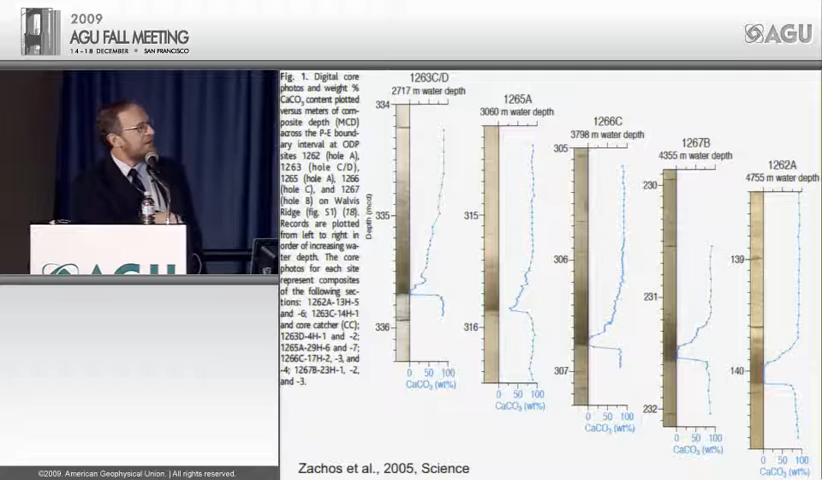 2009
AGU FALL MEETING
14 - 18 DECEMBER • SAN FRANCISCO
AGU
Fig. 1. Digital core
photos and weight %
CaCO₃ content plotted
versus meters of com-
posite depth (MCD)
across the P-E bound-
ary interval at ODP
sites 1262 (hole A),
1263 (hole C/D),
1265 (hole A), 1266
(hole C), and 1267
(hole B) on Walvis
Ridge (fig. S1) (18).
Records are plotted
from left to right in
order of increasing wa-
ter depth. The core
photos for each site
represent composites
of the following sec-
tions: 1262A-13H-5
and -6; 1263C-14H-1
and core catcher (CC);
1263D-4H-1 and -2;
1265A-29H-6 and -7;
1266C-17H-2, -3, and
-4; 1267B-23H-1, -2,
and -3.
1263C/D
2717 m water depth
334
335
336
Depth (mcd)
0 50 100
CaCO₃ (wt%)
1265A
3060 m water depth
315
316
0 50 100
CaCO₃ (wt%)
1266C
3798 m water depth
305
306
307
0 50 100
CaCO₃ (wt%)
1267B
4355 m water depth
230
231
232
0 50 100
CaCO₃ (wt%)
1262A
4755 m water depth
139
140
0 50 100
CaCO₃ (wt%)
Zachos et al., 2005, Science
AGU
©2009. American Geophysical Union. | All rights reserved.